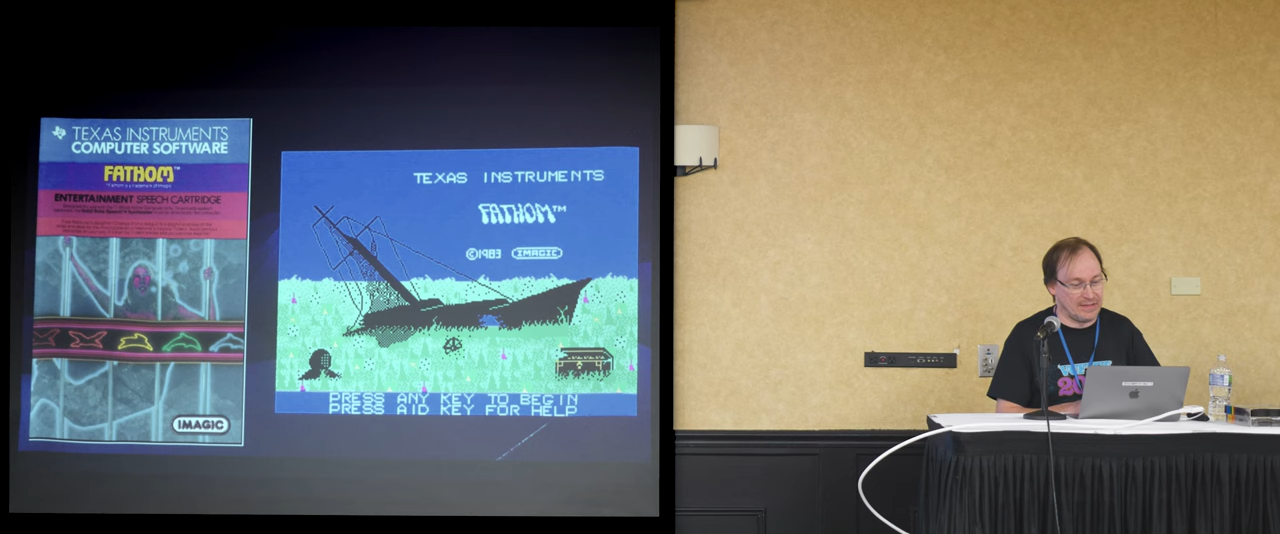 TEXAS INSTRUMENTS
COMPUTER SOFTWARE
FATHOM™
ENTERTAINMENT SPEECH CARTRIDGE
IMAGIC
TEXAS INSTRUMENTS
FATHOM™
©1983 IMAGIC
PRESS ANY KEY TO BEGIN
PRESS AID KEY FOR HELP